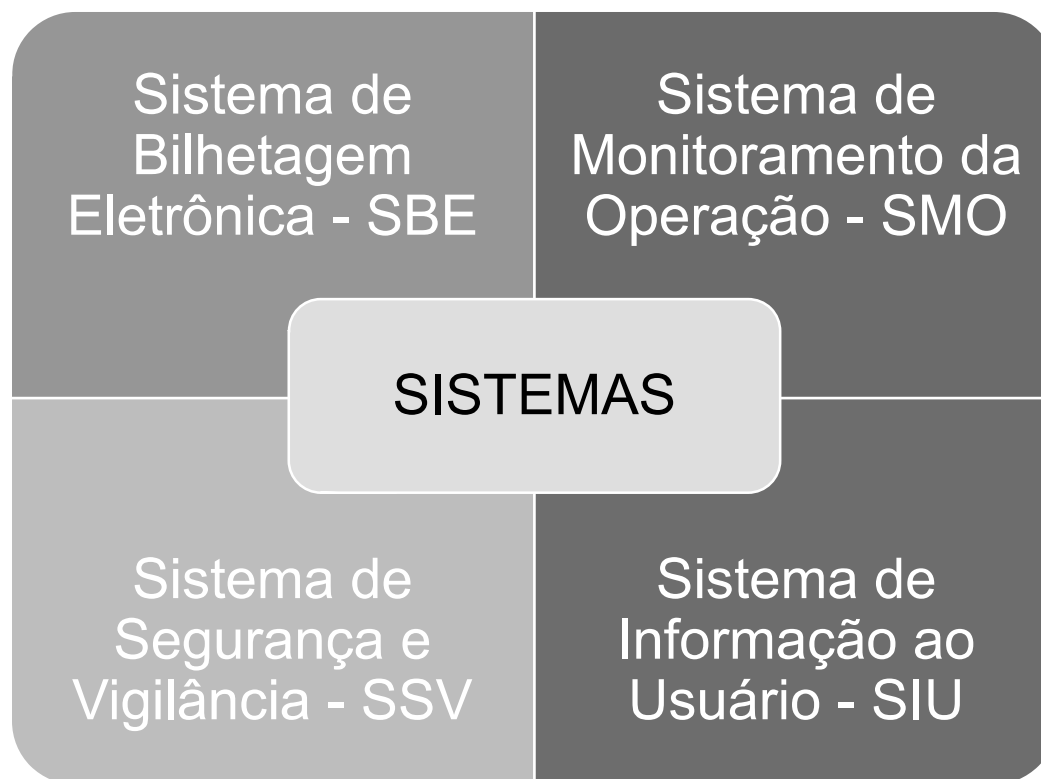 Sistema de
Bilhetagem
Eletrônica - SBE
Sistema de
Monitoramento da
Operação - SMO
SISTEMAS
Sistema de
Segurança e
Vigilância - SSV
Sistema de
Informação ao
Usuário - SIU